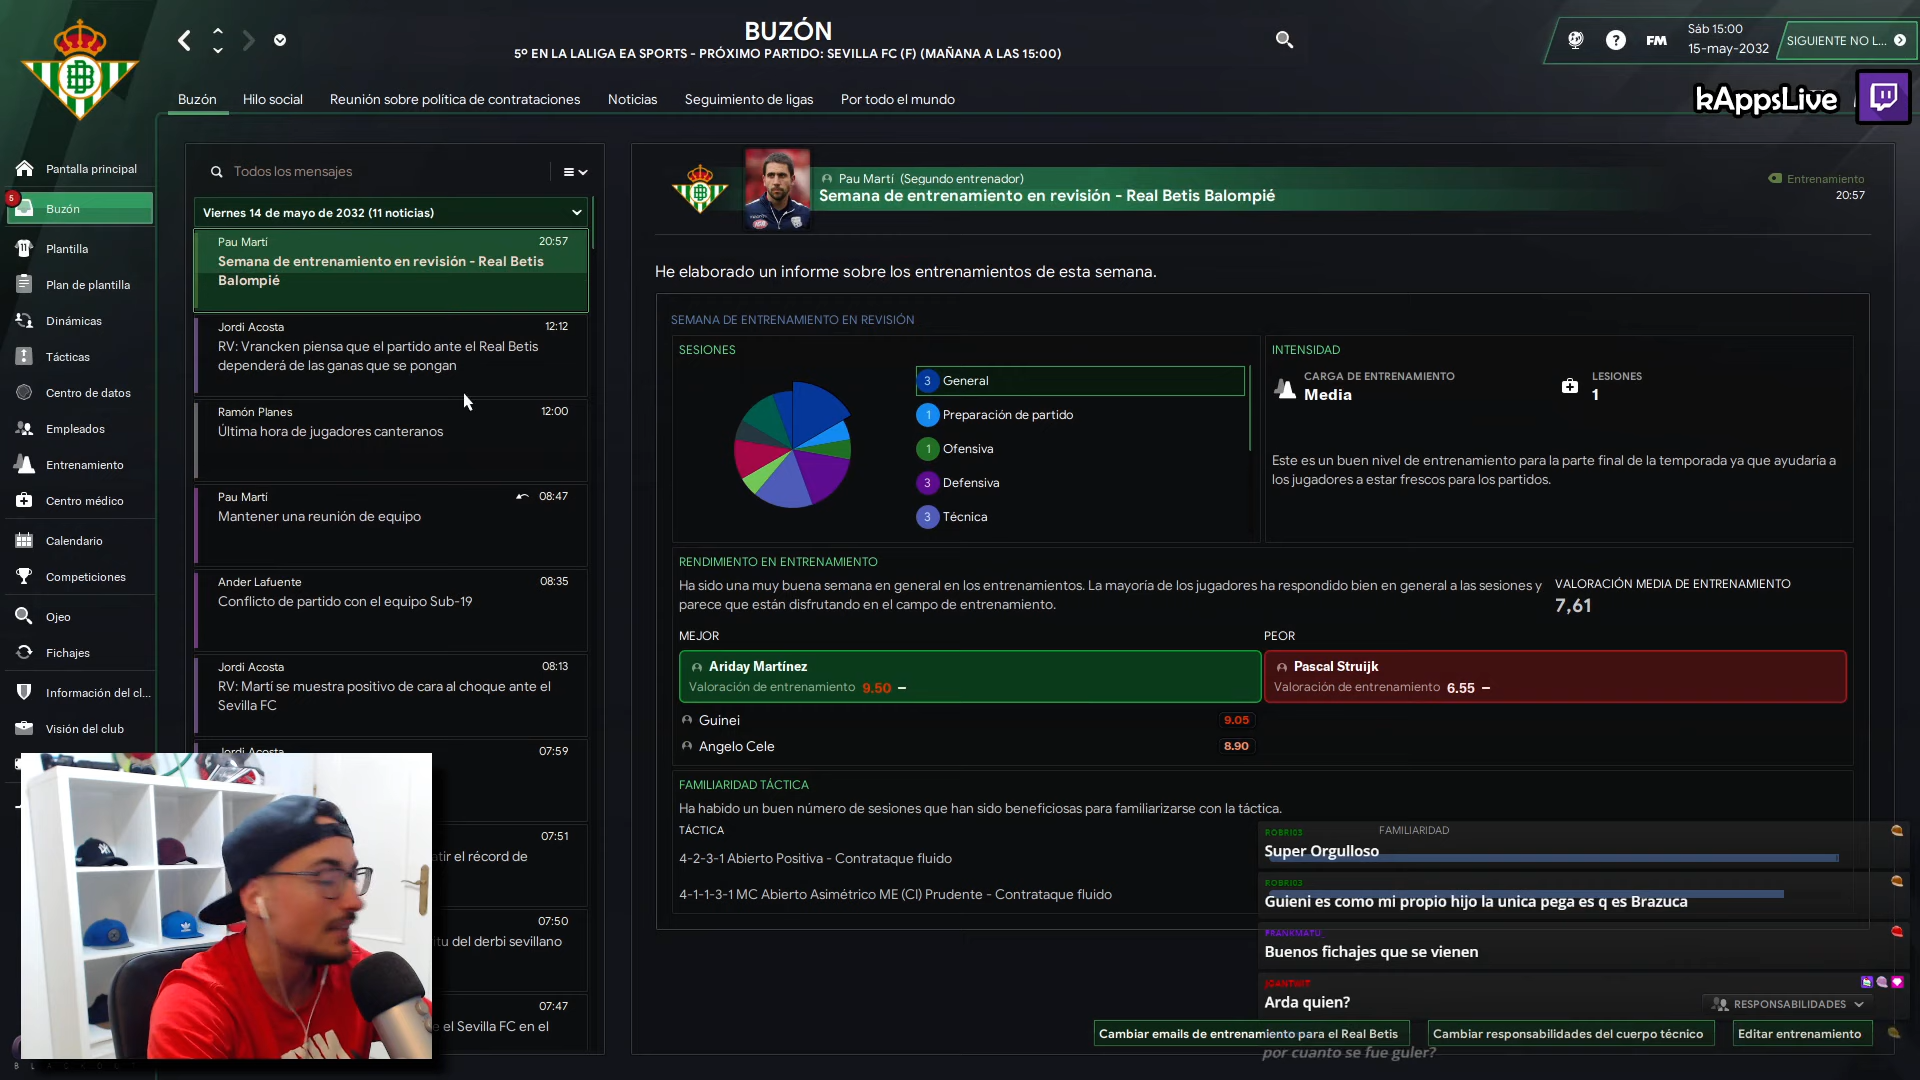 BUZÓN
5º EN LA LALIGA EA SPORTS - PRÓXIMO PARTIDO: SEVILLA FC (F) (MAÑANA A LAS 15:00)
FM
Sáb 15:00
15-may-2032
SIGUIENTE NO L...
kAppsLive
Buzón
Hilo social
Reunión sobre política de contrataciones
Noticias
Seguimiento de ligas
Por todo el mundo
Pantalla principal
5
Buzón
Plantilla
Plan de plantilla
Dinámicas
Tácticas
Centro de datos
Empleados
Entrenamiento
Centro médico
Calendario
Competiciones
Ojeo
Fichajes
Información del cl...
Visión del club
Todos los mensajes
Viernes 14 de mayo de 2032 (11 noticias)
Pau Martí 20:57
Semana de entrenamiento en revisión - Real Betis
Balompié
Jordi Acosta 12:12
RV: Vrancken piensa que el partido ante el Real Betis
dependerá de las ganas que se pongan
Ramón Planes 12:00
Última hora de jugadores canteranos
Pau Martí 08:47
Mantener una reunión de equipo
Ander Lafuente 08:35
Conflicto de partido con el equipo Sub-19
Jordi Acosta 08:13
RV: Martí se muestra positivo de cara al choque ante el
Sevilla FC
Jordi Acosta 07:59
07:51
el récord de
07:50
del derbi sevillano
07:47
el Sevilla FC en el
Pau Martí (Segundo entrenador)
Semana de entrenamiento en revisión - Real Betis Balompié
Entrenamiento
20:57
He elaborado un informe sobre los entrenamientos de esta semana.
SEMANA DE ENTRENAMIENTO EN REVISIÓN
SESIONES
3 General
1 Preparación de partido
1 Ofensiva
3 Defensiva
3 Técnica
INTENSIDAD
CARGA DE ENTRENAMIENTO
Media
LESIONES
1
Este es un buen nivel de entrenamiento para la parte final de la temporada ya que ayudaría a
los jugadores a estar frescos para los partidos.
RENDIMIENTO EN ENTRENAMIENTO
Ha sido una muy buena semana en general en los entrenamientos. La mayoría de los jugadores ha respondido bien en general a las sesiones y
parece que están disfrutando en el campo de entrenamiento.
VALORACIÓN MEDIA DE ENTRENAMIENTO
7,61
MEJOR
Ariday Martínez
Valoración de entrenamiento 9.50 –
Guinei 9.05
Angelo Cele 8.90
PEOR
Pascal Struijk
Valoración de entrenamiento 6.55 –
FAMILIARIDAD TÁCTICA
Ha habido un buen número de sesiones que han sido beneficiosas para familiarizarse con la táctica.
TÁCTICA
FAMILIARIDAD
4-2-3-1 Abierto Positiva - Contrataque fluido
4-1-1-3-1 MC Abierto Asimétrico ME (CI) Prudente - Contrataque fluido
ROBRI03
Super Orgulloso
ROBRI03
Guieni es como mi propio hijo la unica pega es q es Brazuca
FRANKMATU
Buenos fichajes que se vienen
Arda quien?
RESPONSABILIDADES
Cambiar emails de entrenamiento para el Real Betis
Cambiar responsabilidades del cuerpo técnico
Editar entrenamiento
por cuanto se fue guler?